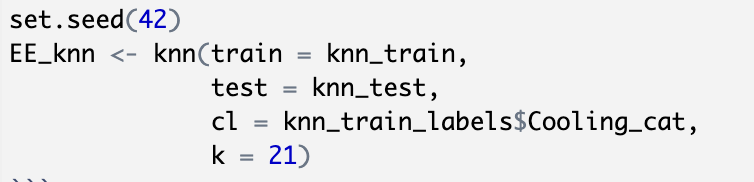 set.seed(42)
EE_knn <- knn(train = knn_train,
test = knn_test,
cl = knn_train_labels$Cooling_cat,
k = 21)
```